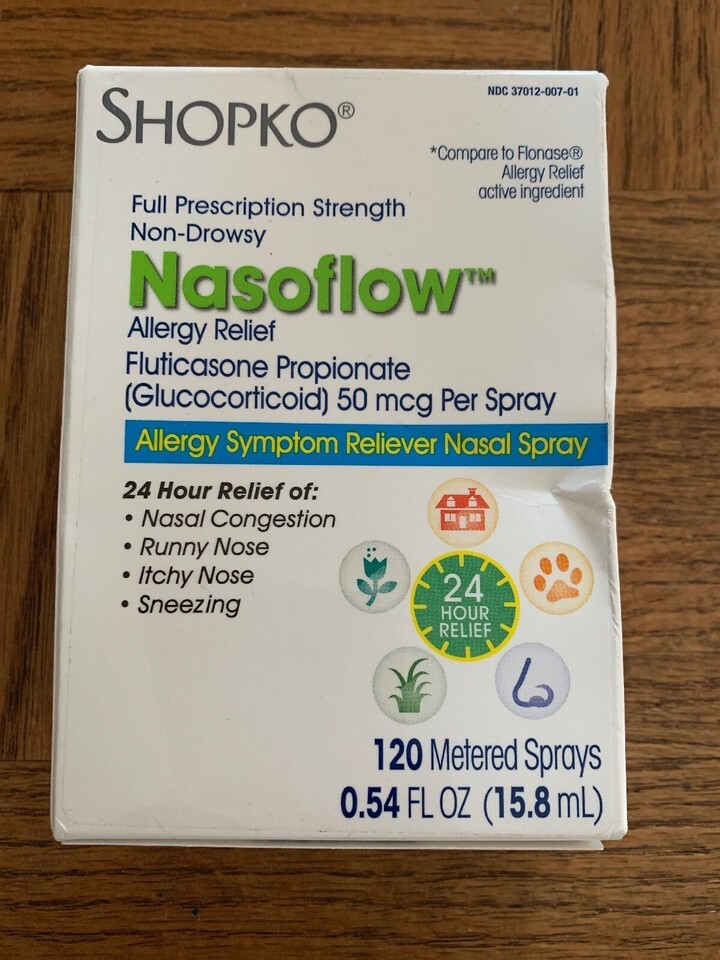 SHOPKO®
NDC 37012-007-01
*Compare to Flonase®
Allergy Relief
active ingredient
Full Prescription Strength
Non-Drowsy
Nasoflow™
Allergy Relief
Fluticasone Propionate
(Glucocorticoid) 50 mcg Per Spray
Allergy Symptom Reliever Nasal Spray
24 Hour Relief of:
• Nasal Congestion
• Runny Nose
• Itchy Nose
• Sneezing
24
HOUR
RELIEF
120 Metered Sprays
0.54 FL OZ (15.8 mL)